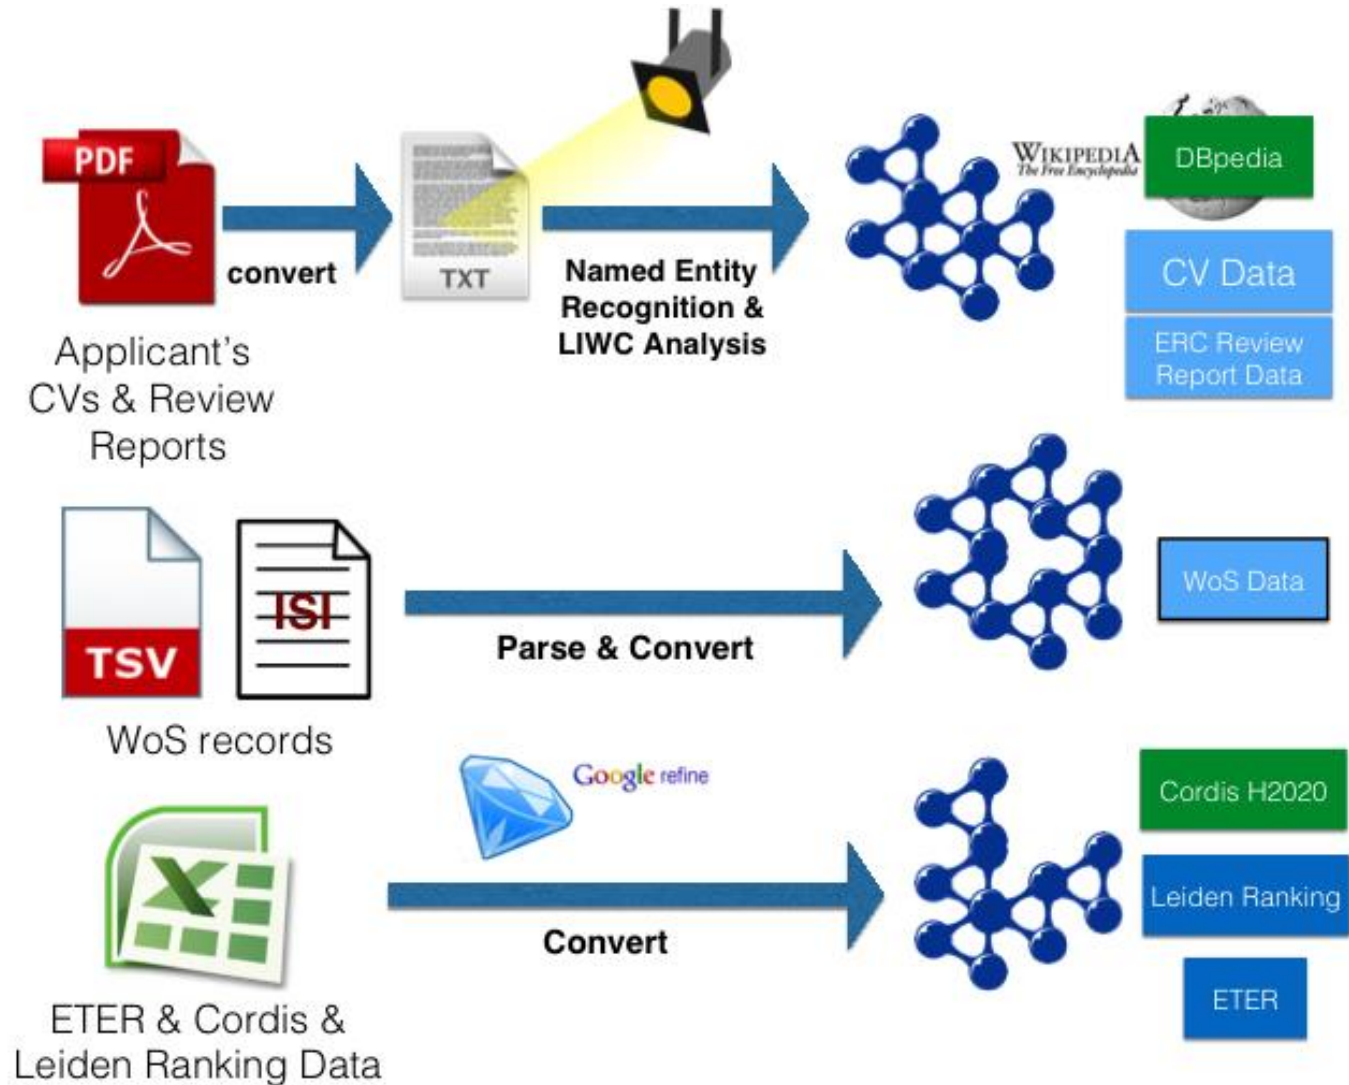 PDF
convert
TXT
Named Entity
Recognition &
LIWC Analysis
WIKIPEDIA
The Free Encyclopedia
DBpedia
CV Data
ERC Review
Report Data
Applicant's
CVs & Review
Reports
TSV
ISI
Parse & Convert
WoS Data
WoS records
Google refine
Convert
Cordis H2020
Leiden Ranking
ETER
ETER & Cordis &
Leiden Ranking Data